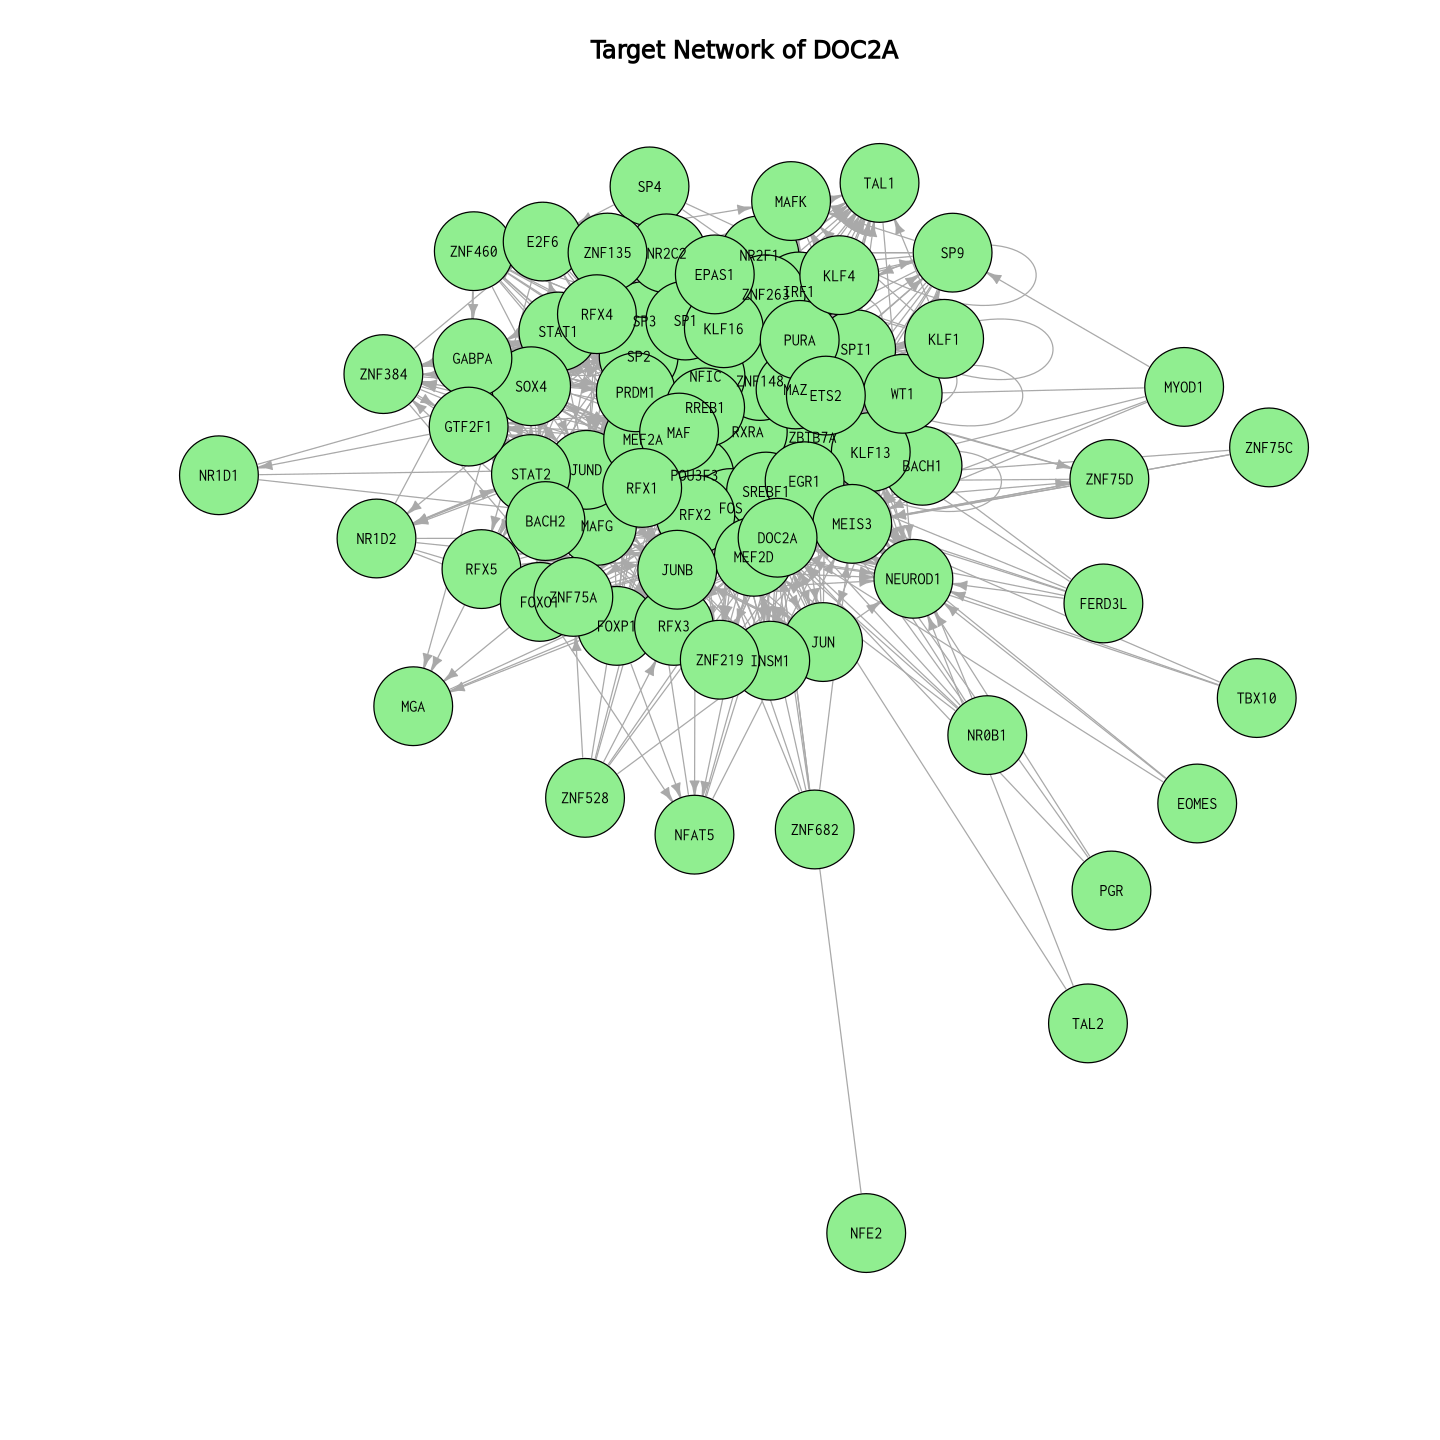 Target Network of DOC2A
SP4
TAL1
MAFK
E2F6
ZNF460
ZNF135
NR2C2
NR2F1
SP9
EPAS1
KLF4
ZNF263
IRF1
RFX4
STAT1
SP3
SP1
KLF16
PURA
SPI1
KLF1
GABPA
SP2
ZNF384
SOX4
PRDM1
NFIC
ZNF148
MAZ
ETS2
WT1
MYOD1
RREB1
GTF2F1
MEF2A
MAF
RXRA
ZBTB7A
KLF13
ZNF75C
BACH1
NR1D1
STAT2
JUND
POU3F3
ZNF75D
RFX1
SREBF1
EGR1
BACH2
MAFG
RFX2
FOS
MEIS3
NR1D2
DOC2A
MEF2D
RFX5
JUNB
NEUROD1
FOXO1
ZNF75A
FERD3L
FOXP1
RFX3
JUN
ZNF219
INSM1
TBX10
MGA
NR0B1
ZNF528
EOMES
NFAT5
ZNF682
PGR
TAL2
NFE2